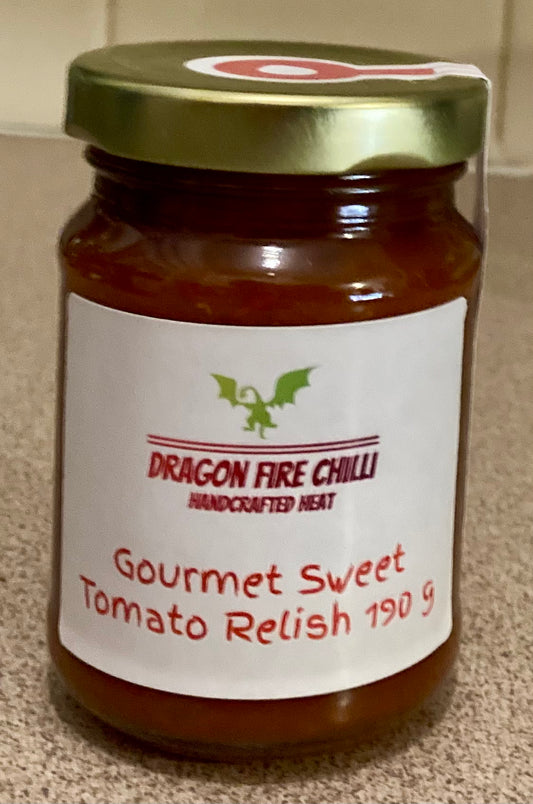 DRAGON FIRE CHILLI
HANDCRAFTED HEAT
Gourmet Sweet
Tomato Relish 190 g